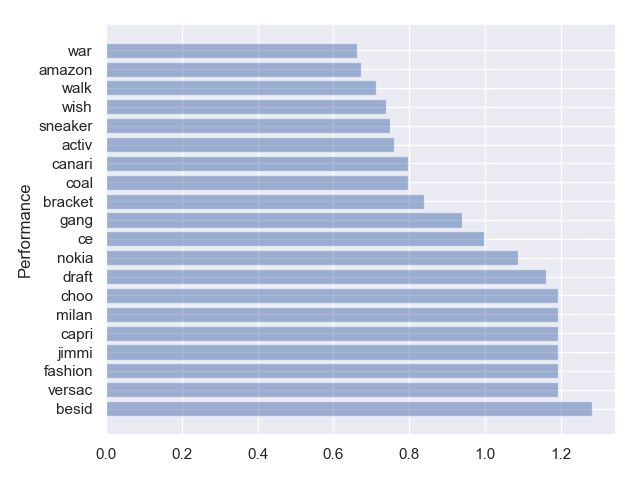 war
amazon
walk
wish
sneaker
activ
canari
coal
bracket
gang
ce
nokia
draft
choo
milan
capri
jimmi
fashion
versac
besid
Performance
0.0 0.2 0.4 0.6 0.8 1.0 1.2